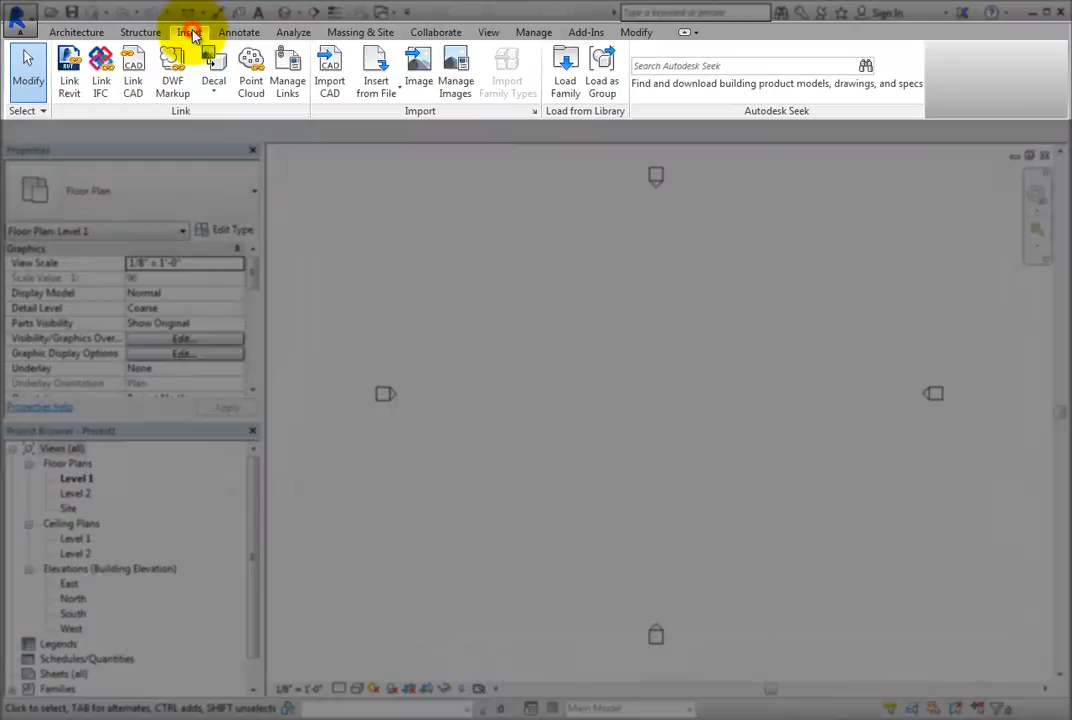 Type a keyword or phrase
Sign In
Architecture Structure Insert Annotate Analyze Massing & Site Collaborate View Manage Add-Ins Modify
Modify
Link Revit
Link IFC
Link CAD
DWF Markup
Decal
Point Cloud
Manage Links
Import CAD
Insert from File
Image
Manage Images
Import Family Types
Load Family
Load as Group
Search Autodesk Seek
Find and download building product models, drawings, and specs
Select Link Import Load from Library Autodesk Seek
Properties
Floor Plan
Floor Plan: Level 1 Edit Type
Graphics
View Scale 1/8" = 1'-0"
Scale Value 1: 96
Display Model Normal
Detail Level Coarse
Parts Visibility Show Original
Visibility/Graphics Over... Edit...
Graphic Display Options Edit...
Underlay None
Underlay Orientation Plan
Properties help Apply
Project Browser - Project1
Views (all)
Floor Plans
Level 1
Level 2
Site
Ceiling Plans
Level 1
Level 2
Elevations (Building Elevation)
East
North
South
West
Legends
Schedules/Quantities
Sheets (all)
Families
1/8" = 1'-0"
Click to select, TAB for alternates, CTRL adds, SHIFT unselects
:0
Main Model
:0